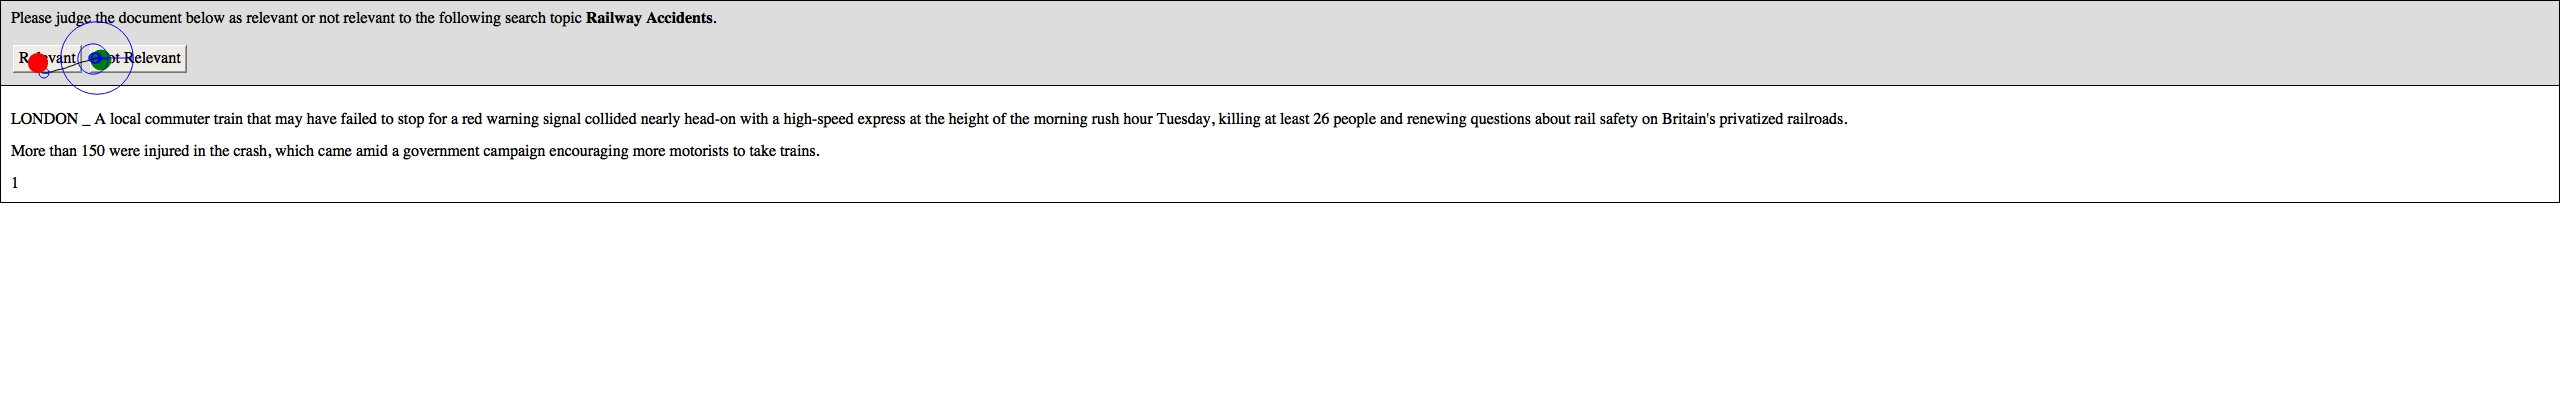 Please judge the document below as relevant or not relevant to the following search topic Railway Accidents.
Relevant Not Relevant
LONDON _ A local commuter train that may have failed to stop for a red warning signal collided nearly head-on with a high-speed express at the height of the morning rush hour Tuesday, killing at least 26 people and renewing questions about rail safety on Britain's privatized railroads.
More than 150 were injured in the crash, which came amid a government campaign encouraging more motorists to take trains.
1